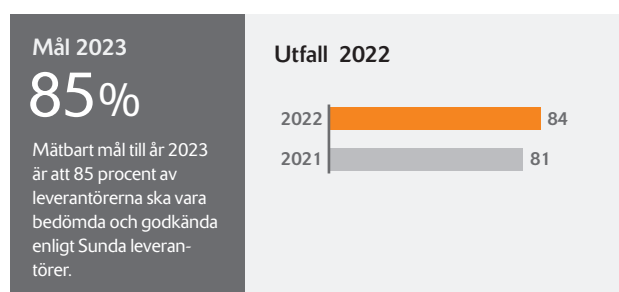 Mål 2023
85%
Mätbart mål till år 2023
är att 85 procent av
leverantörerna ska vara
bedömda och godkända
enligt Sunda leveran-
törer.
Utfall 2022
2022 84
2021 81